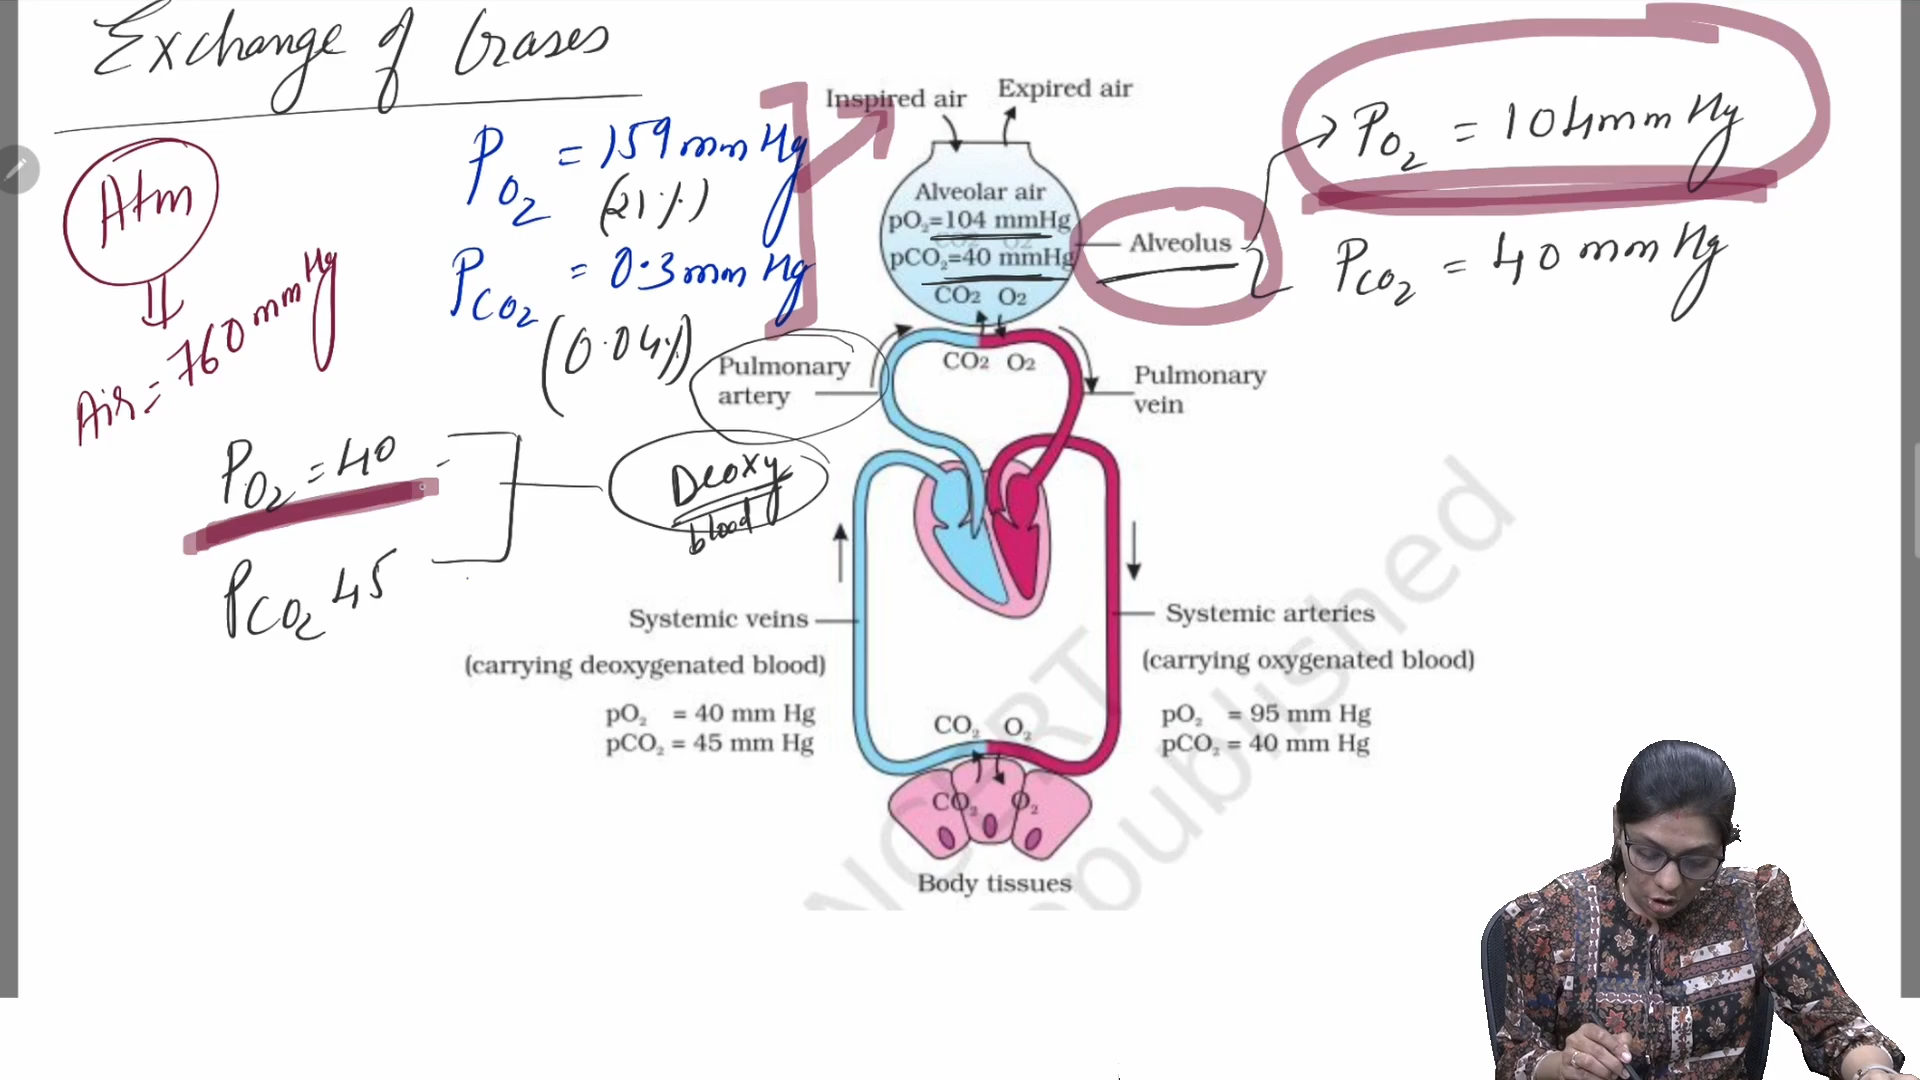 Exchange of Gases
Atm
Air = 760 mm Hg
PO2 = 159 mm Hg
(21%)
PCO2 = 0.3 mm Hg
(0.04%)
Inspired air
Expired air
Alveolar air
pO2=104 mmHg
pCO2=40 mmHg
CO2 O2
Alveolus
PO2 = 104 mm Hg
PCO2 = 40 mm Hg
Pulmonary
artery
CO2 O2
Pulmonary
vein
PO2 = 40
PCO2 45
Deoxy
blood
Systemic veins
(carrying deoxygenated blood)
pO2 = 40 mm Hg
pCO2 = 45 mm Hg
Systemic arteries
(carrying oxygenated blood)
pO2 = 95 mm Hg
pCO2 = 40 mm Hg
CO2 O2
CO2 O2
Body tissues
NCERT
published